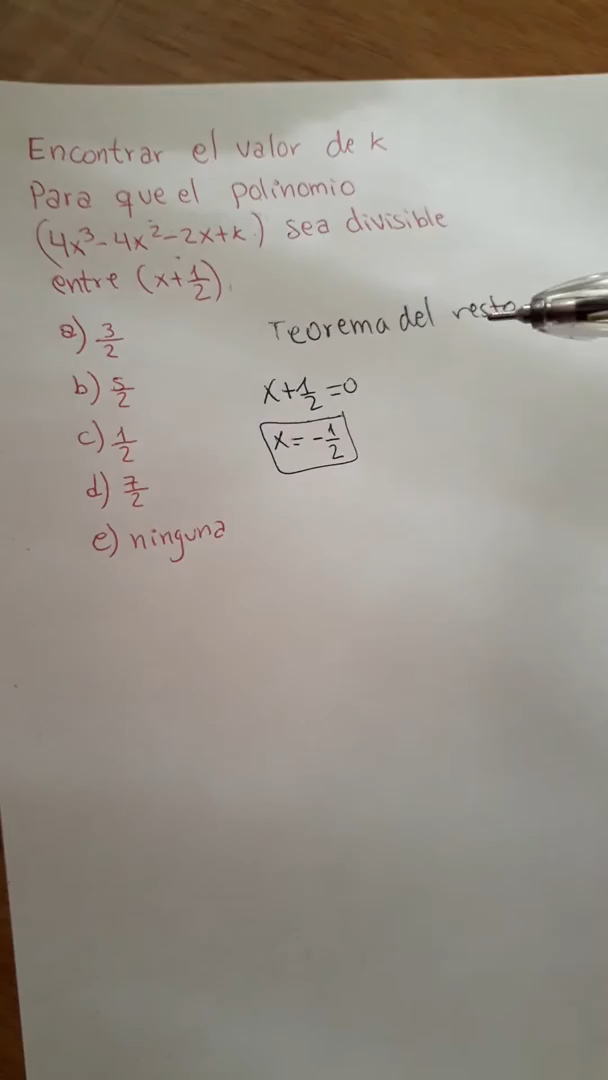 Encontrar el valor de k
Para que el polinomio
(4x³-4x²-2x+k) sea divisible
entre (x+1/2).
a) 3/2
Teorema del resto
b) 5/2
x+1/2=0
c) 1/2
x=-1/2
d) 7/2
e) ninguna